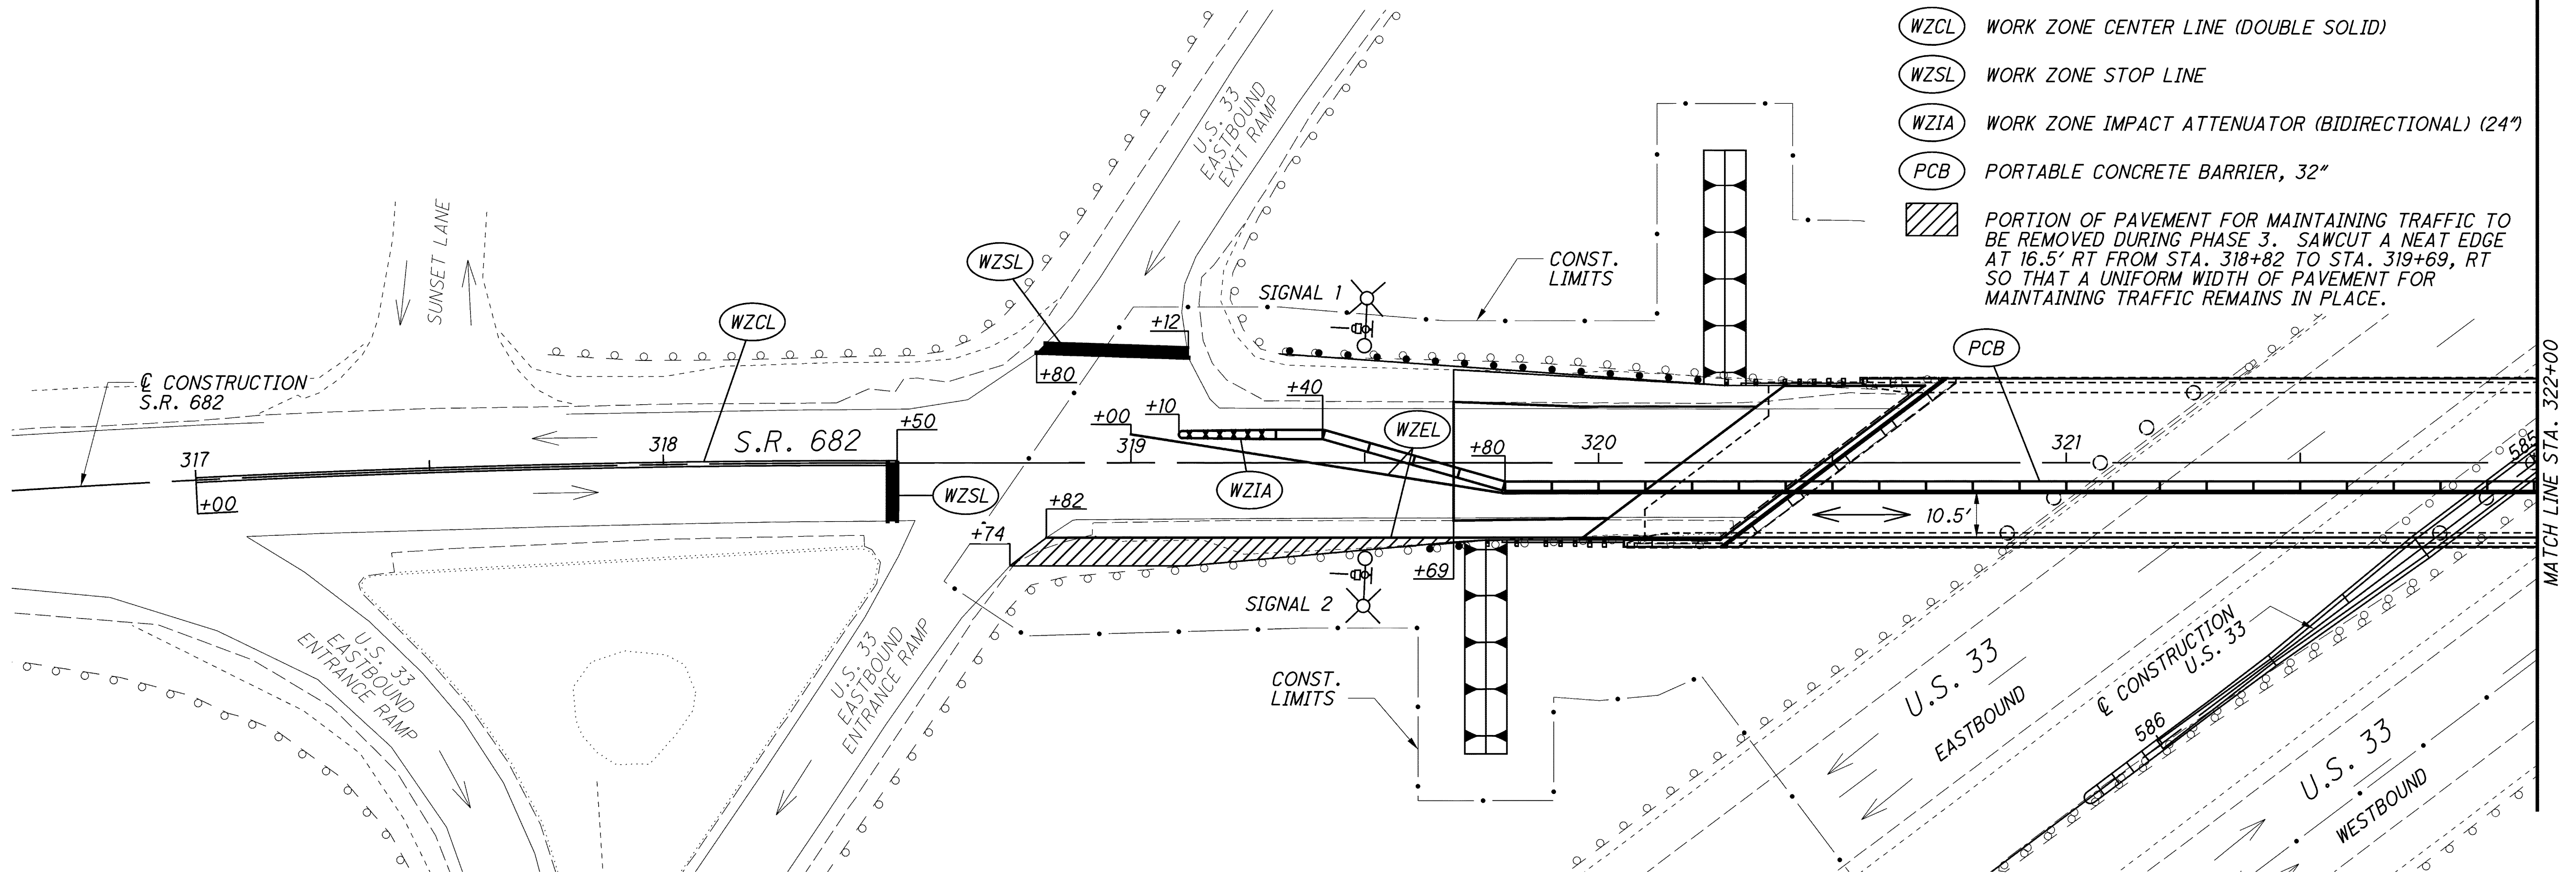 WZCL WORK ZONE CENTER LINE (DOUBLE SOLID)
WZSL WORK ZONE STOP LINE
WZIA WORK ZONE IMPACT ATTENUATOR (BIDIRECTIONAL) (24")
PCB PORTABLE CONCRETE BARRIER, 32"
PORTION OF PAVEMENT FOR MAINTAINING TRAFFIC TO
BE REMOVED DURING PHASE 3. SAWCUT A NEAT EDGE
AT 16.5' RT FROM STA. 318+82 TO STA. 319+69, RT
SO THAT A UNIFORM WIDTH OF PAVEMENT FOR
MAINTAINING TRAFFIC REMAINS IN PLACE.
U.S. 33
EASTBOUND
EXIT RAMP
SUNSET LANE
WZSL
CONST.
LIMITS
SIGNAL 1
WZCL
+12
PCB
+80
℄ CONSTRUCTION
S.R. 682
+40
+10
+00
+50
WZEL
S.R. 682
317
318
319
+80
320
321
585
MATCH LINE STA. 322+00
+00
WZSL
WZIA
+82
10.5'
+74
+69
SIGNAL 2
U.S. 33
EASTBOUND
ENTRANCE RAMP
U.S. 33
EASTBOUND
ENTRANCE RAMP
CONST.
LIMITS
U.S. 33
EASTBOUND
℄ CONSTRUCTION
U.S. 33
586
U.S. 33
WESTBOUND